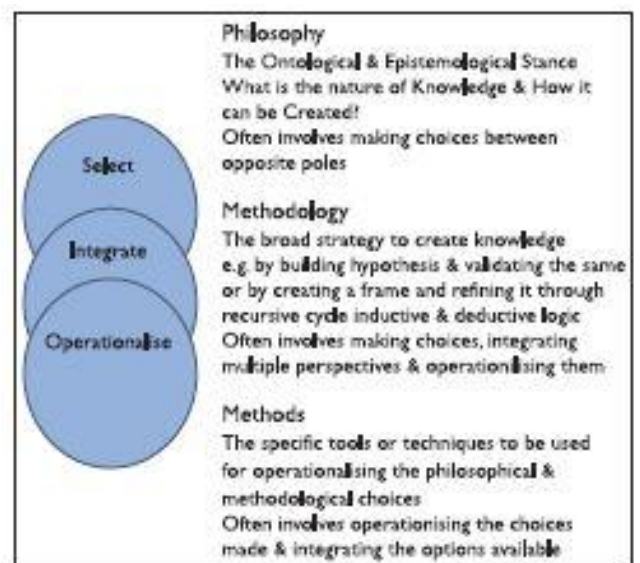 Select
Integrate
Operationalise
Philosophy
The Ontological & Epistemological Stance
What is the nature of Knowledge & How it
can be Created?
Often involves making choices between
opposite poles
Methodology
The broad strategy to create knowledge
e.g. by building hypothesis & validating the same
or by creating a frame and refining it through
recursive cycle inductive & deductive logic
Often involves making choices, integrating
multiple perspectives & operationilising them
Methods
The specific tools or techniques to be used
for operationalising the philosophical &
methodological choices
Often involves operationising the choices
made & integrating the options available